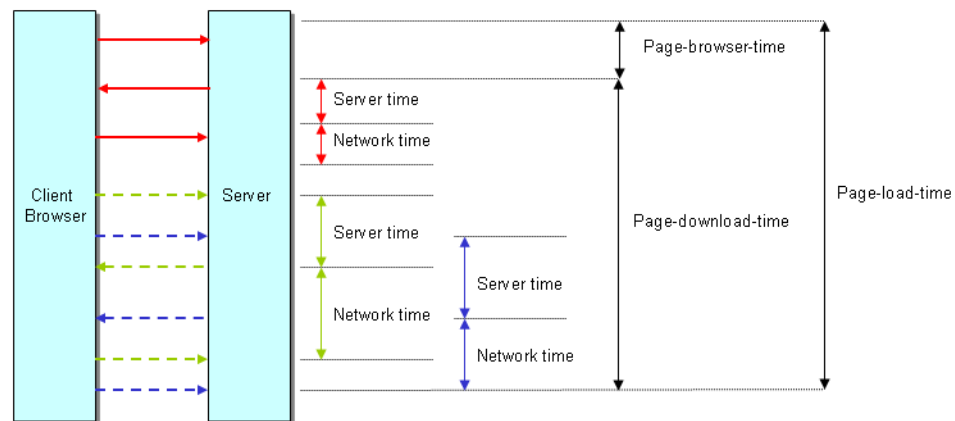 Page-browser-time
Server time
Network time
Client
Browser
Server
Page-load-time
Page-download-time
Server time
Server time
Network time
Network time